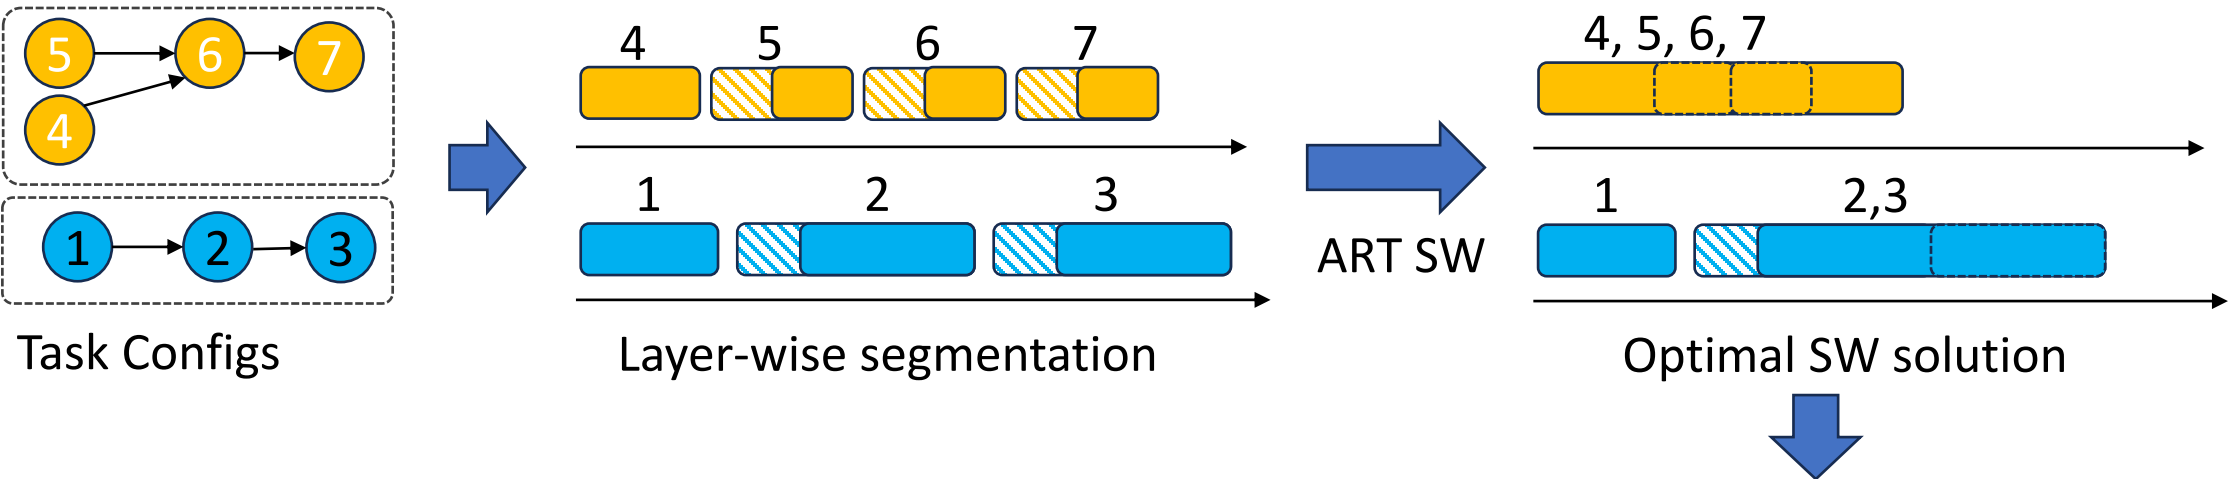 5 6 7
4
1 2 3
Task Configs
4 5 6 7
1 2 3
Layer-wise segmentation
ART SW
4, 5, 6, 7
1 2,3
Optimal SW solution